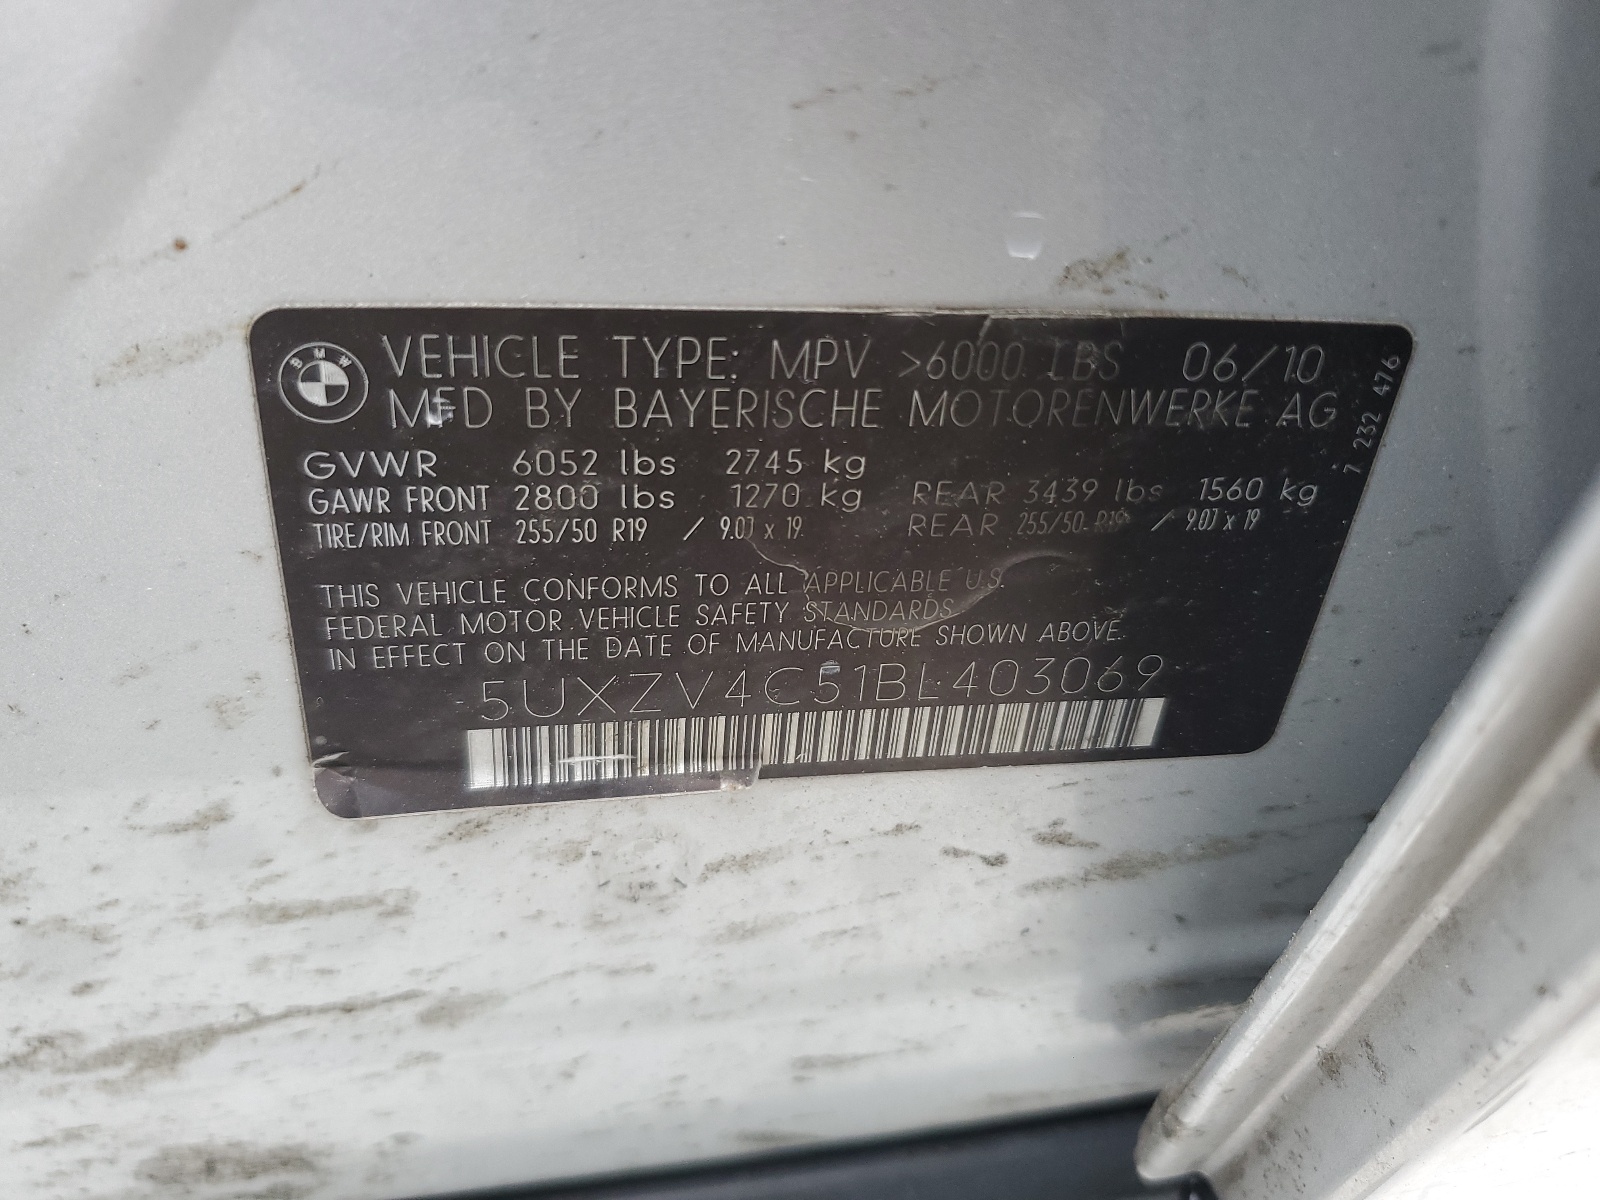 BMW
VEHICLE TYPE: MPV >6000 LBS 06/10
MFD BY BAYERISCHE MOTORENWERKE AG
GVWR 6052 lbs 2745 kg
GAWR FRONT 2800 lbs 1270 kg REAR 3439 lbs 1560 kg
TIRE/RIM FRONT 255/50 R19 / 9.0J x 19 REAR 255/50 R19 / 9.0J x 19
THIS VEHICLE CONFORMS TO ALL APPLICABLE U.S.
FEDERAL MOTOR VEHICLE SAFETY STANDARDS
IN EFFECT ON THE DATE OF MANUFACTURE SHOWN ABOVE.
5UXZV4C51BL403069
7 232 476